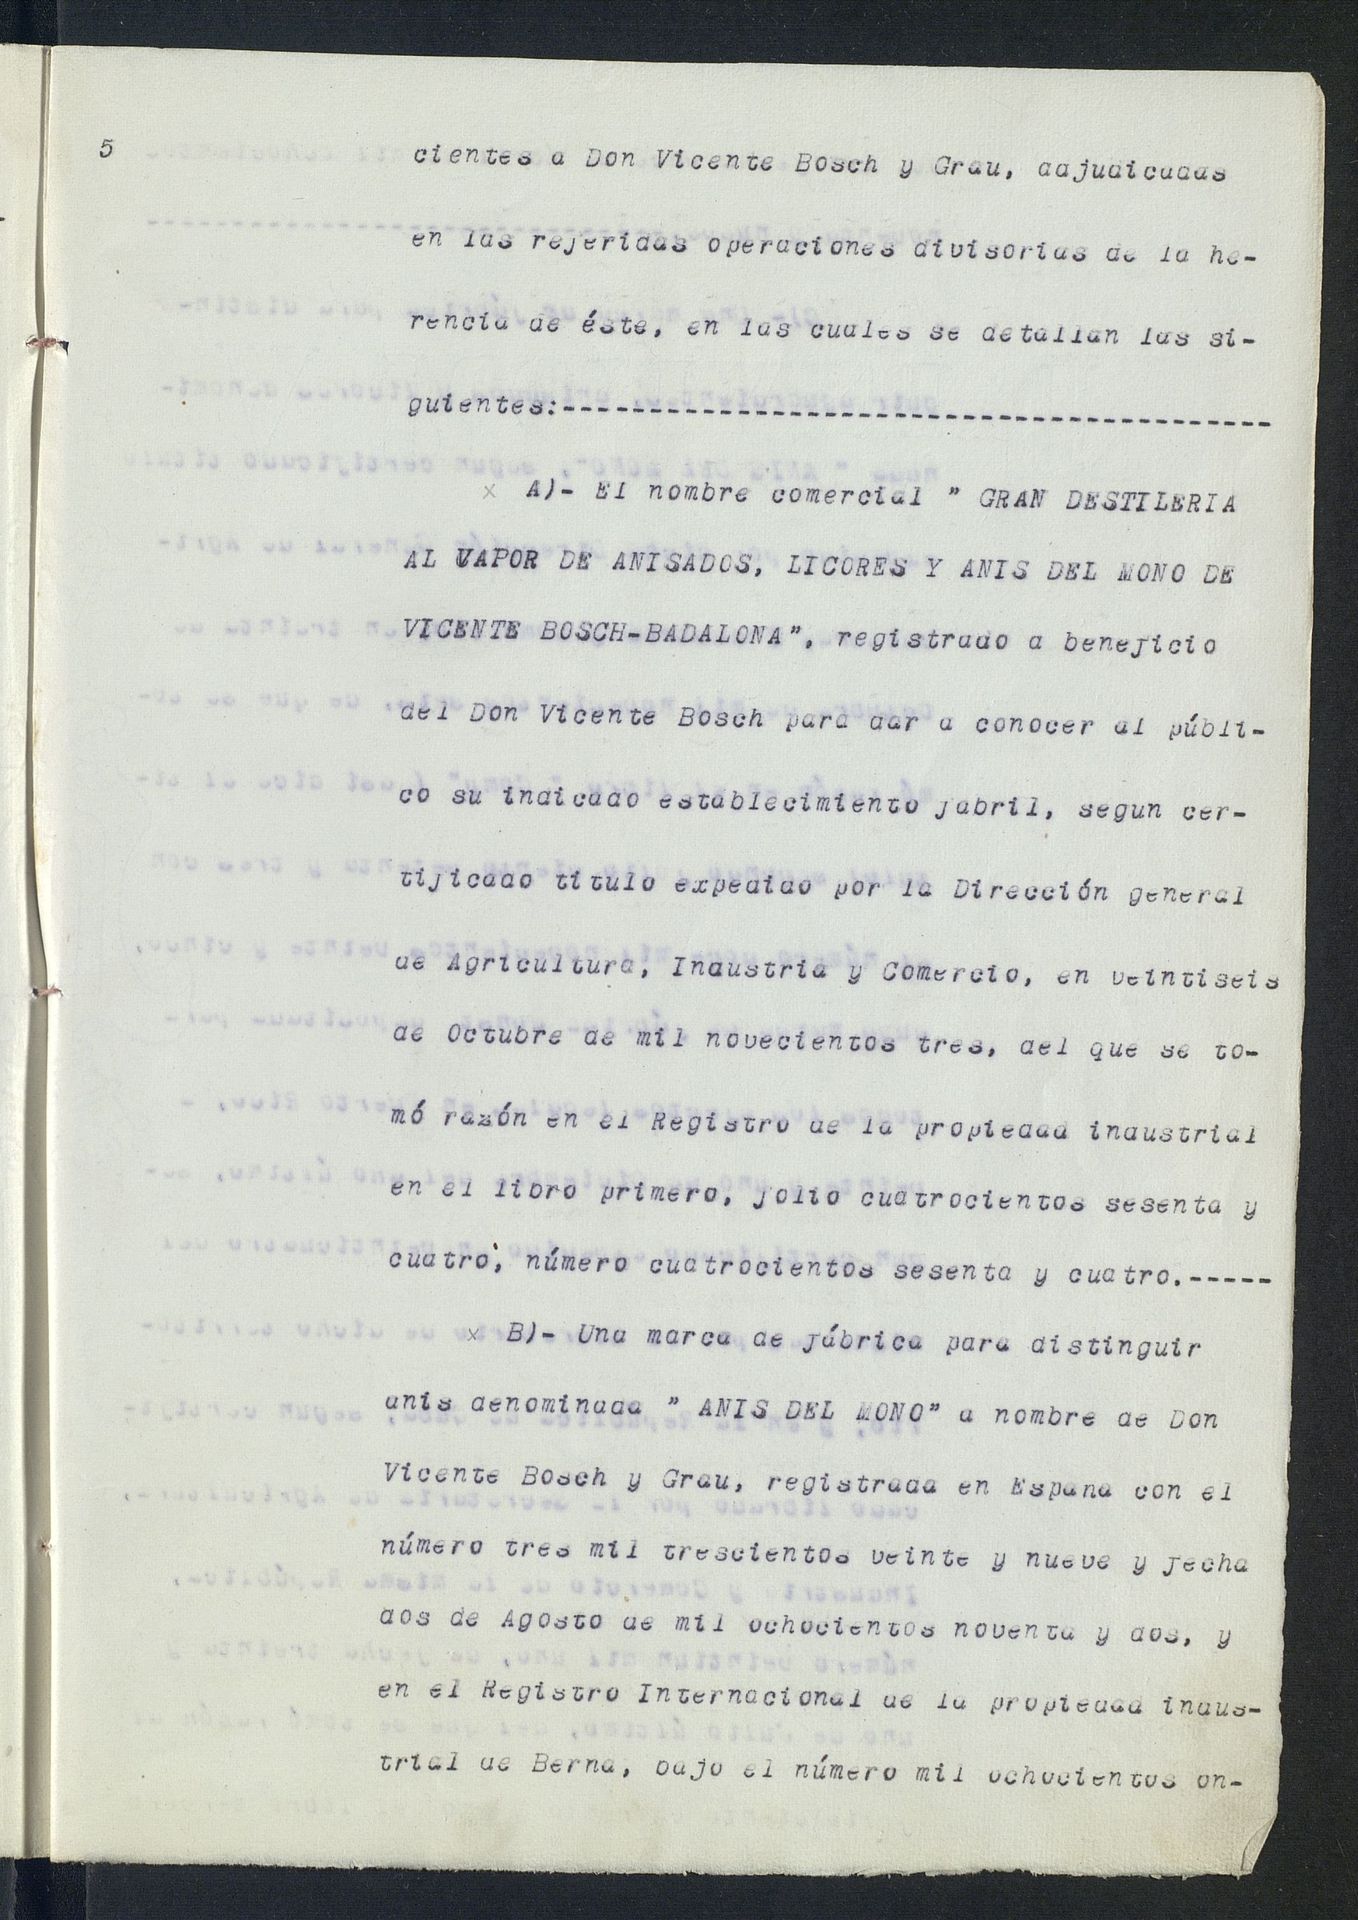 5
cientes a Don Vicente Bosch y Grau, adjudicadas
en las referidas operaciones divisorias de la he-
rencia de éste, en las cuales se detallan las si-
guientes:-----------------------------------------
x A)- El nombre comercial " GRAN DESTILERIA
AL VAPOR DE ANISADOS, LICORES Y ANIS DEL MONO DE
VICENTE BOSCH-BADALONA", registrado a beneficio
del Don Vicente Bosch para dar a conocer al públi-
co su indicado establecimiento fabril, segun cer-
tificado titulo expedido por la Dirección general
de Agricultura, Industria y Comercio, en veintiseis
de Octubre de mil novecientos tres, del que se to-
mó razón en el Registro de la propiedad industrial
en el libro primero, folio cuatrocientos sesenta y
cuatro, número cuatrocientos sesenta y cuatro.-----
x B)- Una marca de fábrica para distinguir
anis denominada " ANIS DEL MONO" a nombre de Don
Vicente Bosch y Grau, registrada en Espana con el
número tres mil trescientos veinte y nueve y fecha
dos de Agosto de mil ochocientos noventa y dos, y
en el Registro Internacional de la propiedad indus-
trial de Berna, bajo el número mil ochocientos on-